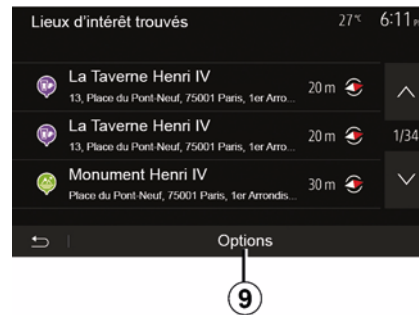 Lieux d'intérêt trouvés 27°C 6:11
La Taverne Henri IV
13, Place du Pont-Neuf, 75001 Paris, 1er Arro... 20 m
La Taverne Henri IV
13, Place du Pont-Neuf, 75001 Paris, 1er Arro... 20 m
1/34
Monument Henri IV
Place du Pont-Neuf, 75001 Paris, 1er Arrondis... 30 m
Options
9